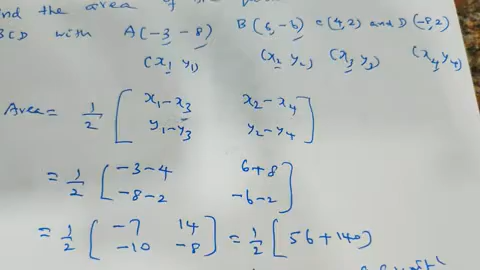 ind the area of the
BCD with A(-3 -8) B(6,-6) C(4,2) and D(-8,2)
(x₁ y₁) (x₂ y₂) (x₃ y₃) (x₄ y₄)
Area = 1/2 [ x₁-x₃ x₂-x₄
y₁-y₃ y₂-y₄ ]
= 1/2 [ -3-4 6+8
-8-2 -6-2 ]
= 1/2 [ -7 14
-10 -8 ] = 1/2 [56+140)